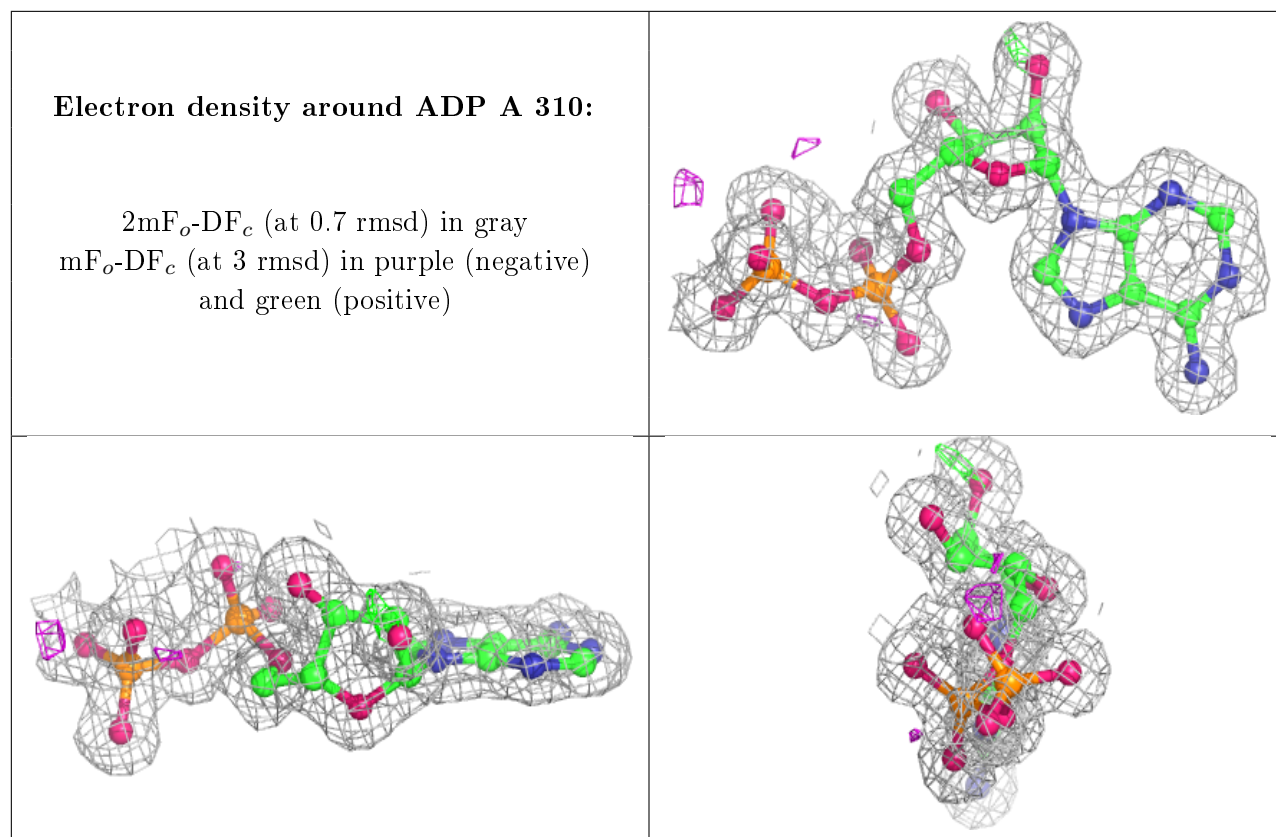 Electron density around ADP A 310:
2mFo-DFc (at 0.7 rmsd) in gray
mFo-DFc (at 3 rmsd) in purple (negative)
and green (positive)